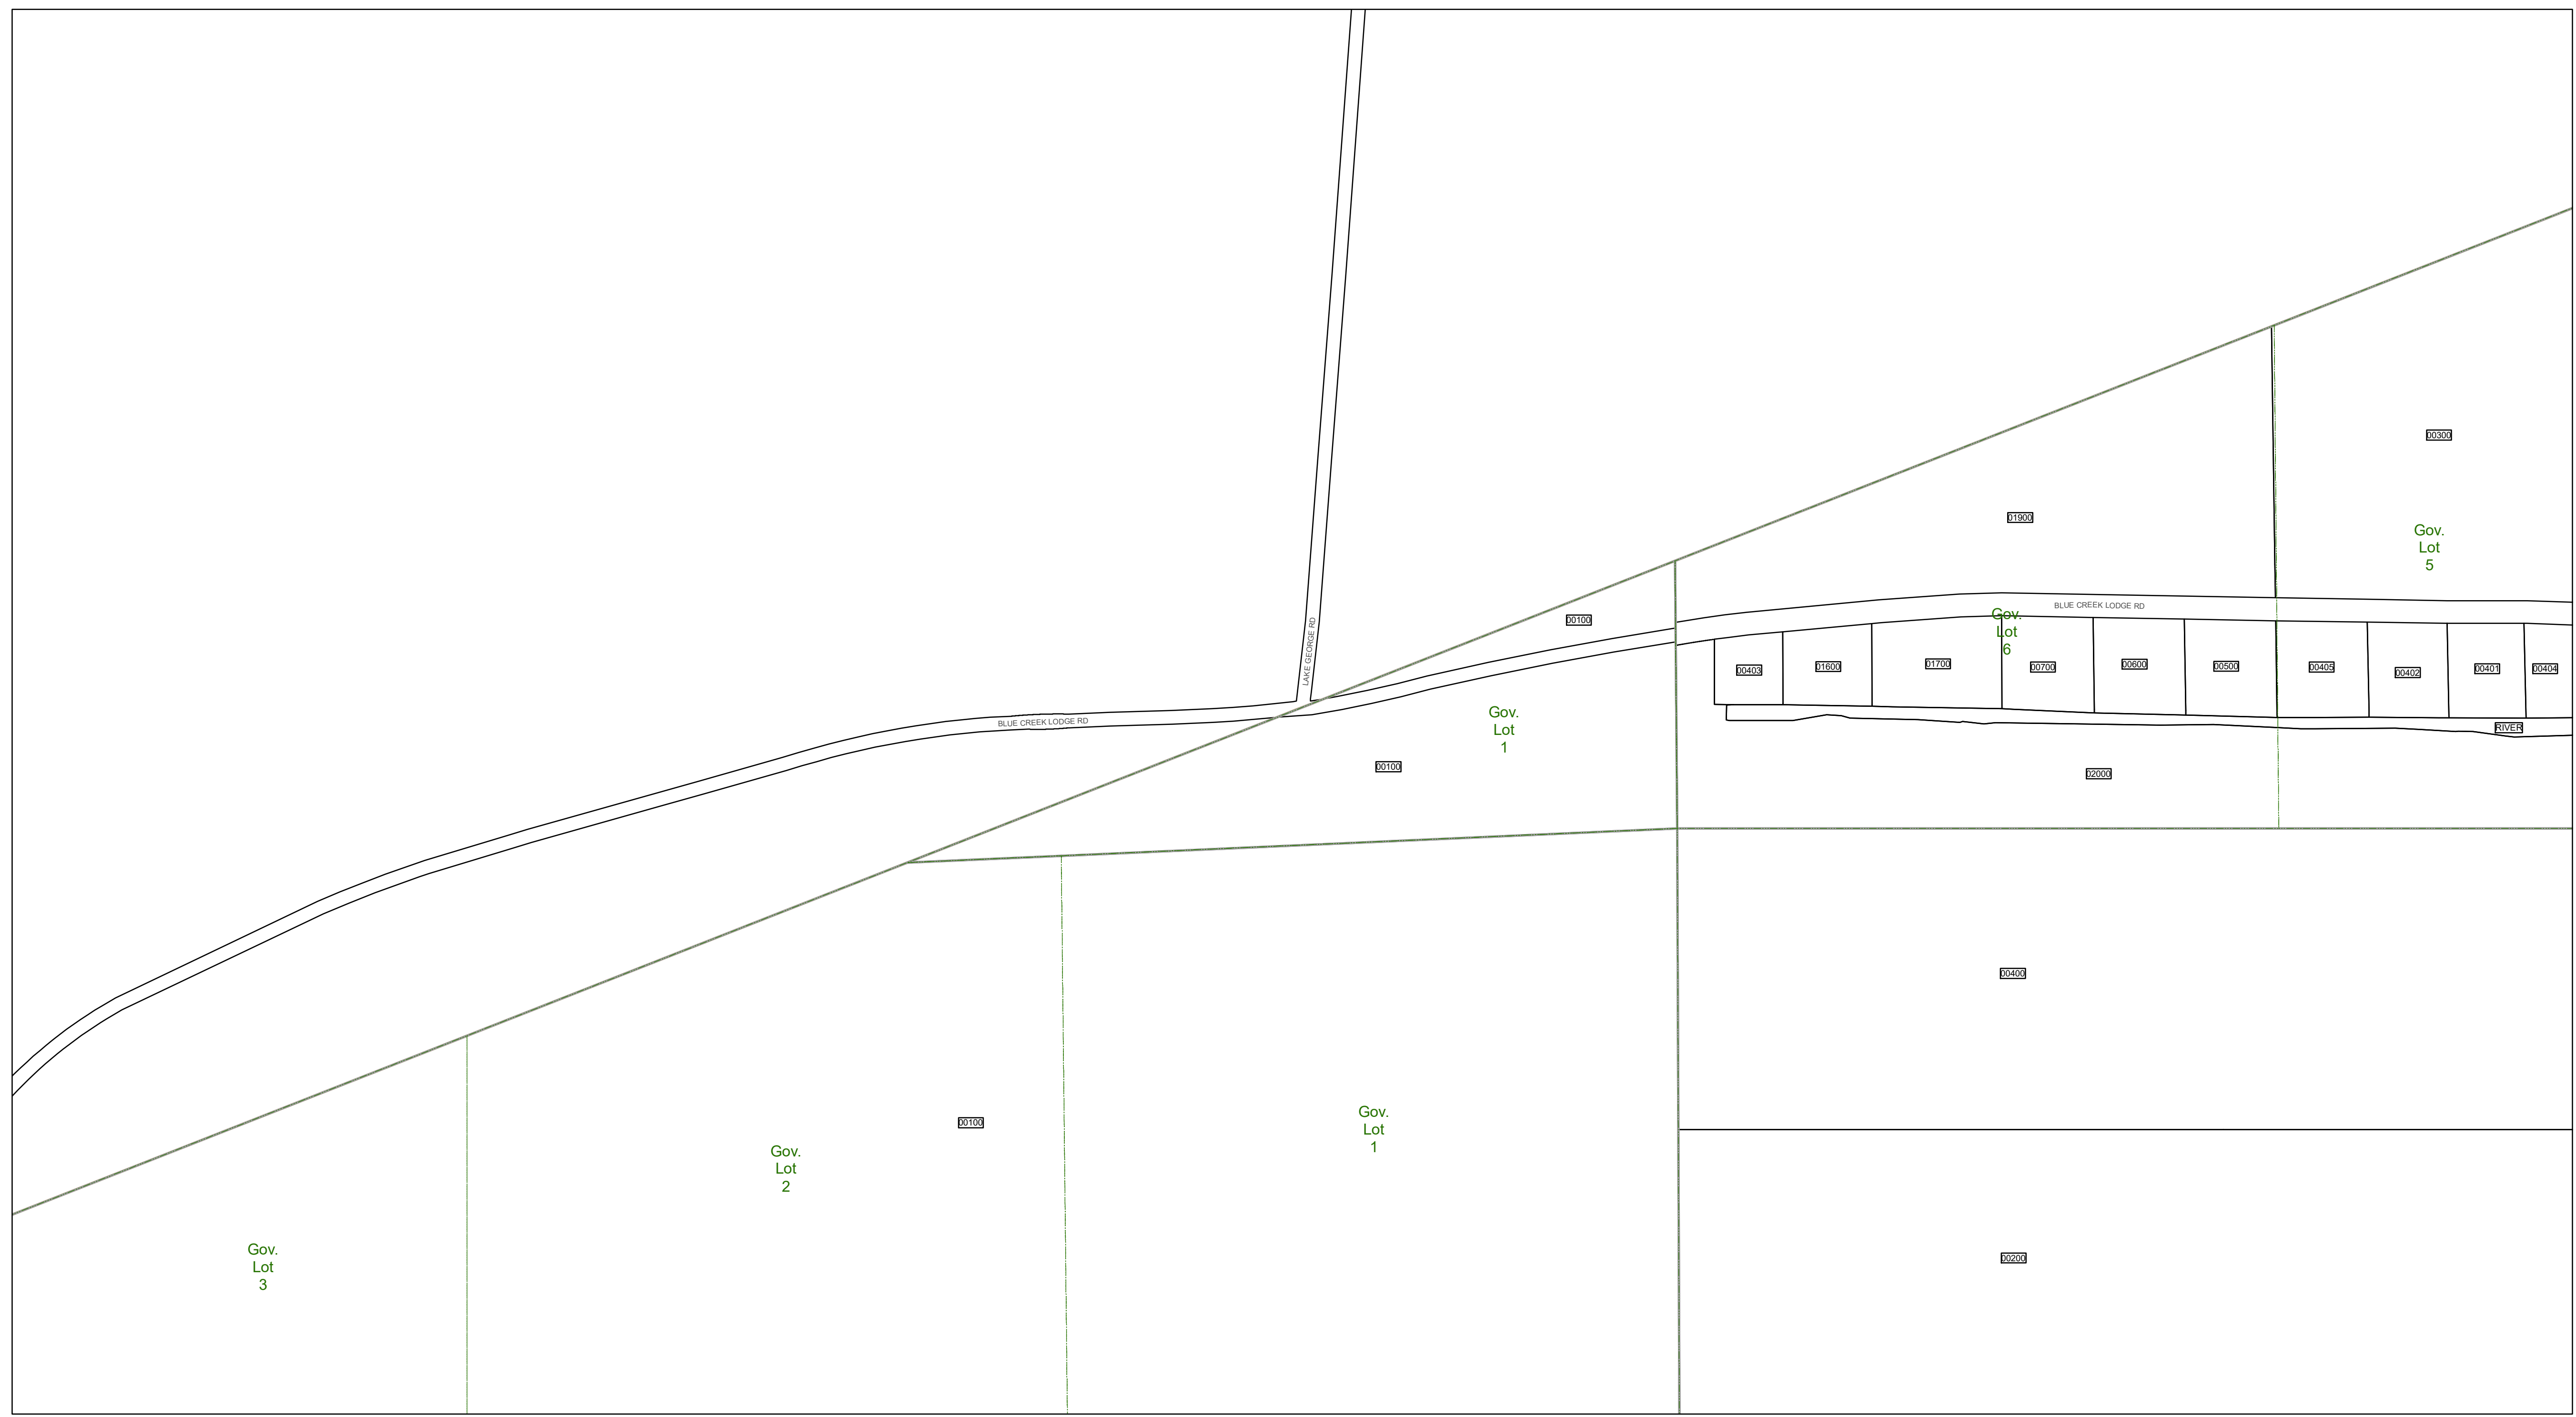 00300
01900
Gov.
Lot
5
BLUE CREEK LODGE RD
Gov.
Lot
6
00100
LAKE GEORGE RD
00403
01600
01700
00700
00600
00500
00405
00402
00401
00404
BLUE CREEK LODGE RD
Gov.
Lot
1
RIVER
00100
02000
00400
00100
Gov.
Lot
1
Gov.
Lot
2
Gov.
Lot
3
00200